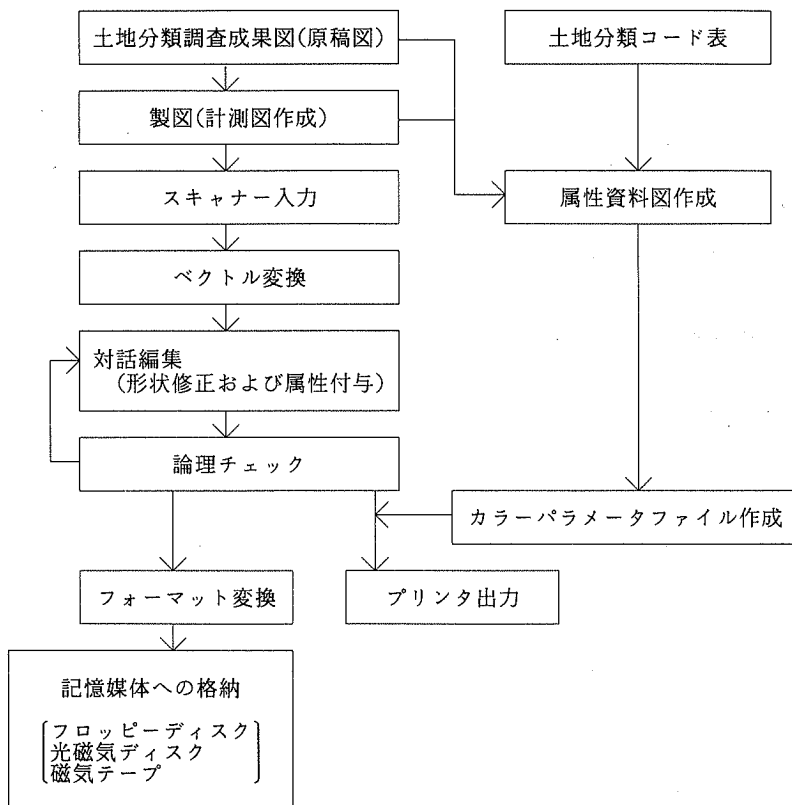 土地分類調査成果図(原稿図)
土地分類コード表
製図(計測図作成)
スキャナー入力
属性資料図作成
ベクトル変換
対話編集
(形状修正および属性付与)
論理チェック
カラーパラメータファイル作成
フォーマット変換
プリンタ出力
記憶媒体への格納
フロッピーディスク
光磁気ディスク
磁気テープ